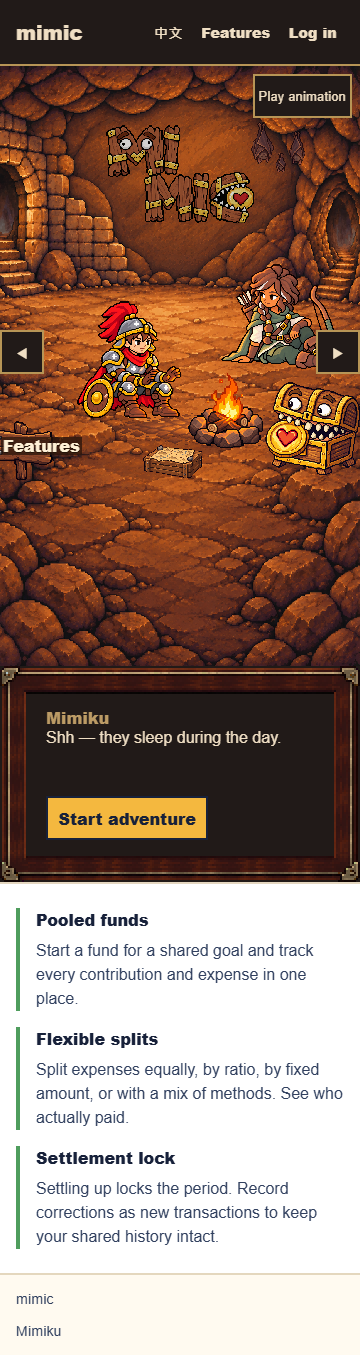 mimic
中文
Features
Log in
Play animation
MiMiC
◀
▶
Features
Mimiku
Shh — they sleep during the day.
Start adventure
Pooled funds
Start a fund for a shared goal and track
every contribution and expense in one
place.
Flexible splits
Split expenses equally, by ratio, by fixed
amount, or with a mix of methods. See who
actually paid.
Settlement lock
Settling up locks the period. Record
corrections as new transactions to keep
your shared history intact.
mimic
Mimiku